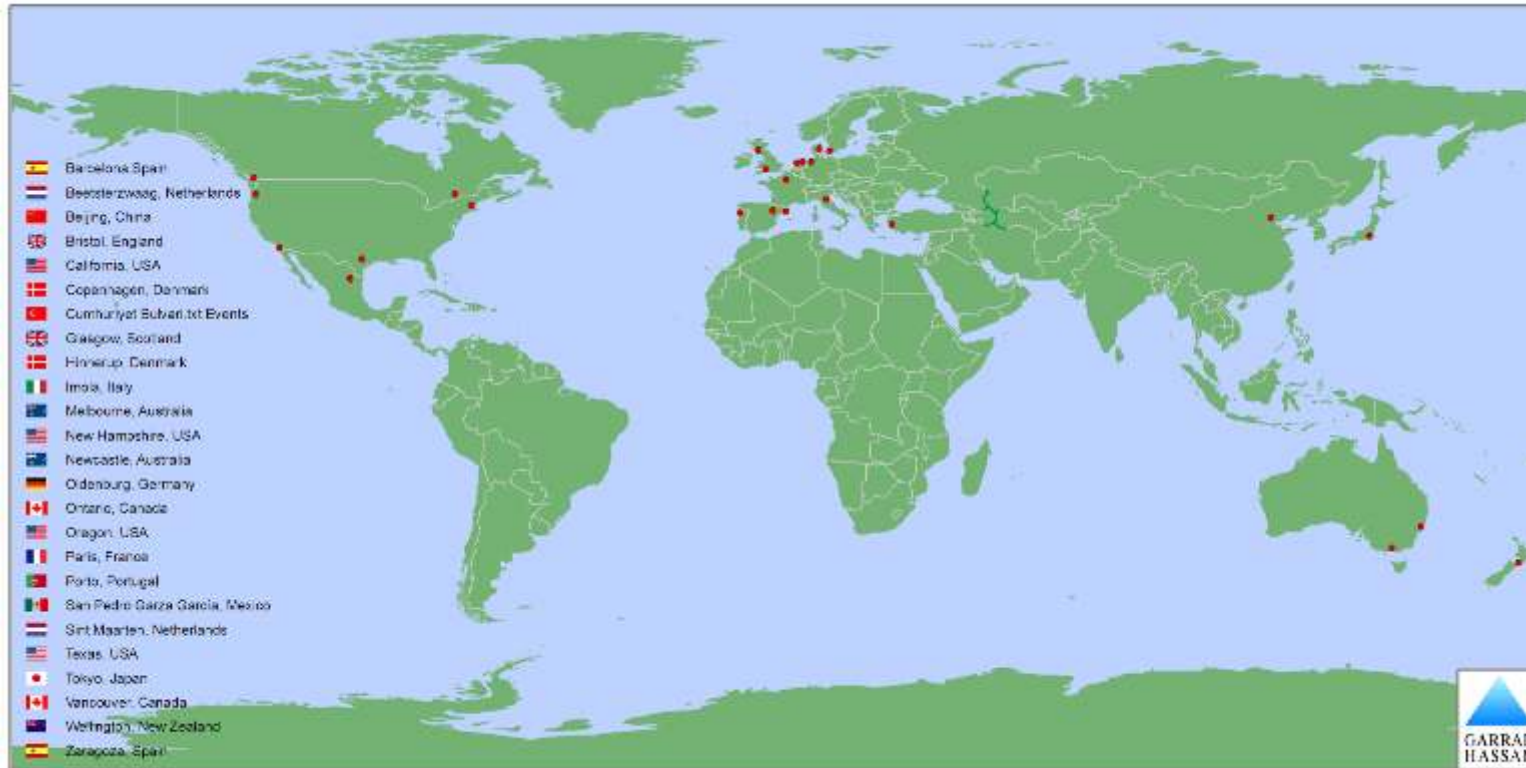 Barcelona Spain
Beetsterzwaag, Netherlands
Beijing, China
Bristol, England
California, USA
Copenhagen, Denmark
Cumhuriyet Bulvari.txt Events
Glasgow, Scotland
Hinnerup, Denmark
Imola, Italy
Melbourne, Australia
New Hampshire, USA
Newcastle, Australia
Oldenburg, Germany
Ontario, Canada
Oregon, USA
Paris, France
Porto, Portugal
San Pedro Garza Garcia, Mexico
Sint Maarten, Netherlands
Texas, USA
Tokyo, Japan
Vancouver, Canada
Wellington, New Zealand
Zaragoza, Spain
GARRAD
HASSAN